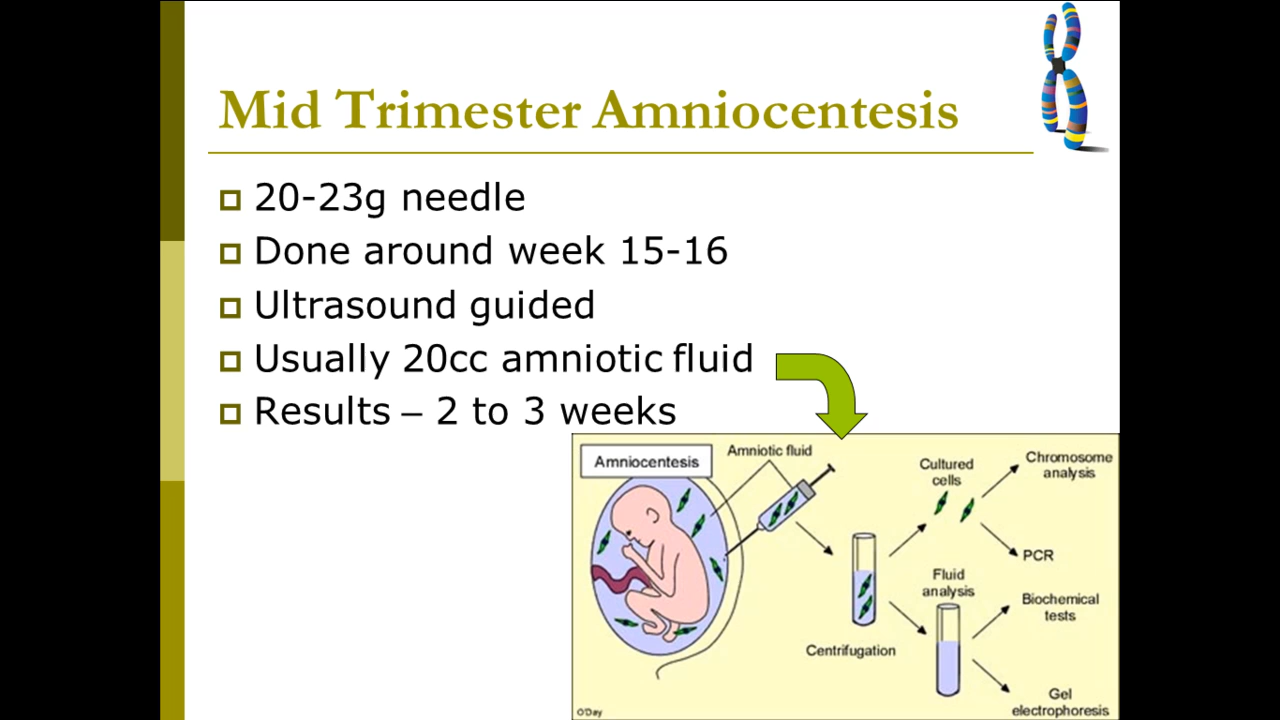 Mid Trimester Amniocentesis
20-23g needle
Done around week 15-16
Ultrasound guided
Usually 20cc amniotic fluid
Results – 2 to 3 weeks
Amniocentesis
Amniotic fluid
Cultured
cells
Chromosome
analysis
PCR
Fluid
analysis
Biochemical
tests
Centrifugation
Gel
electrophoresis
O'Day